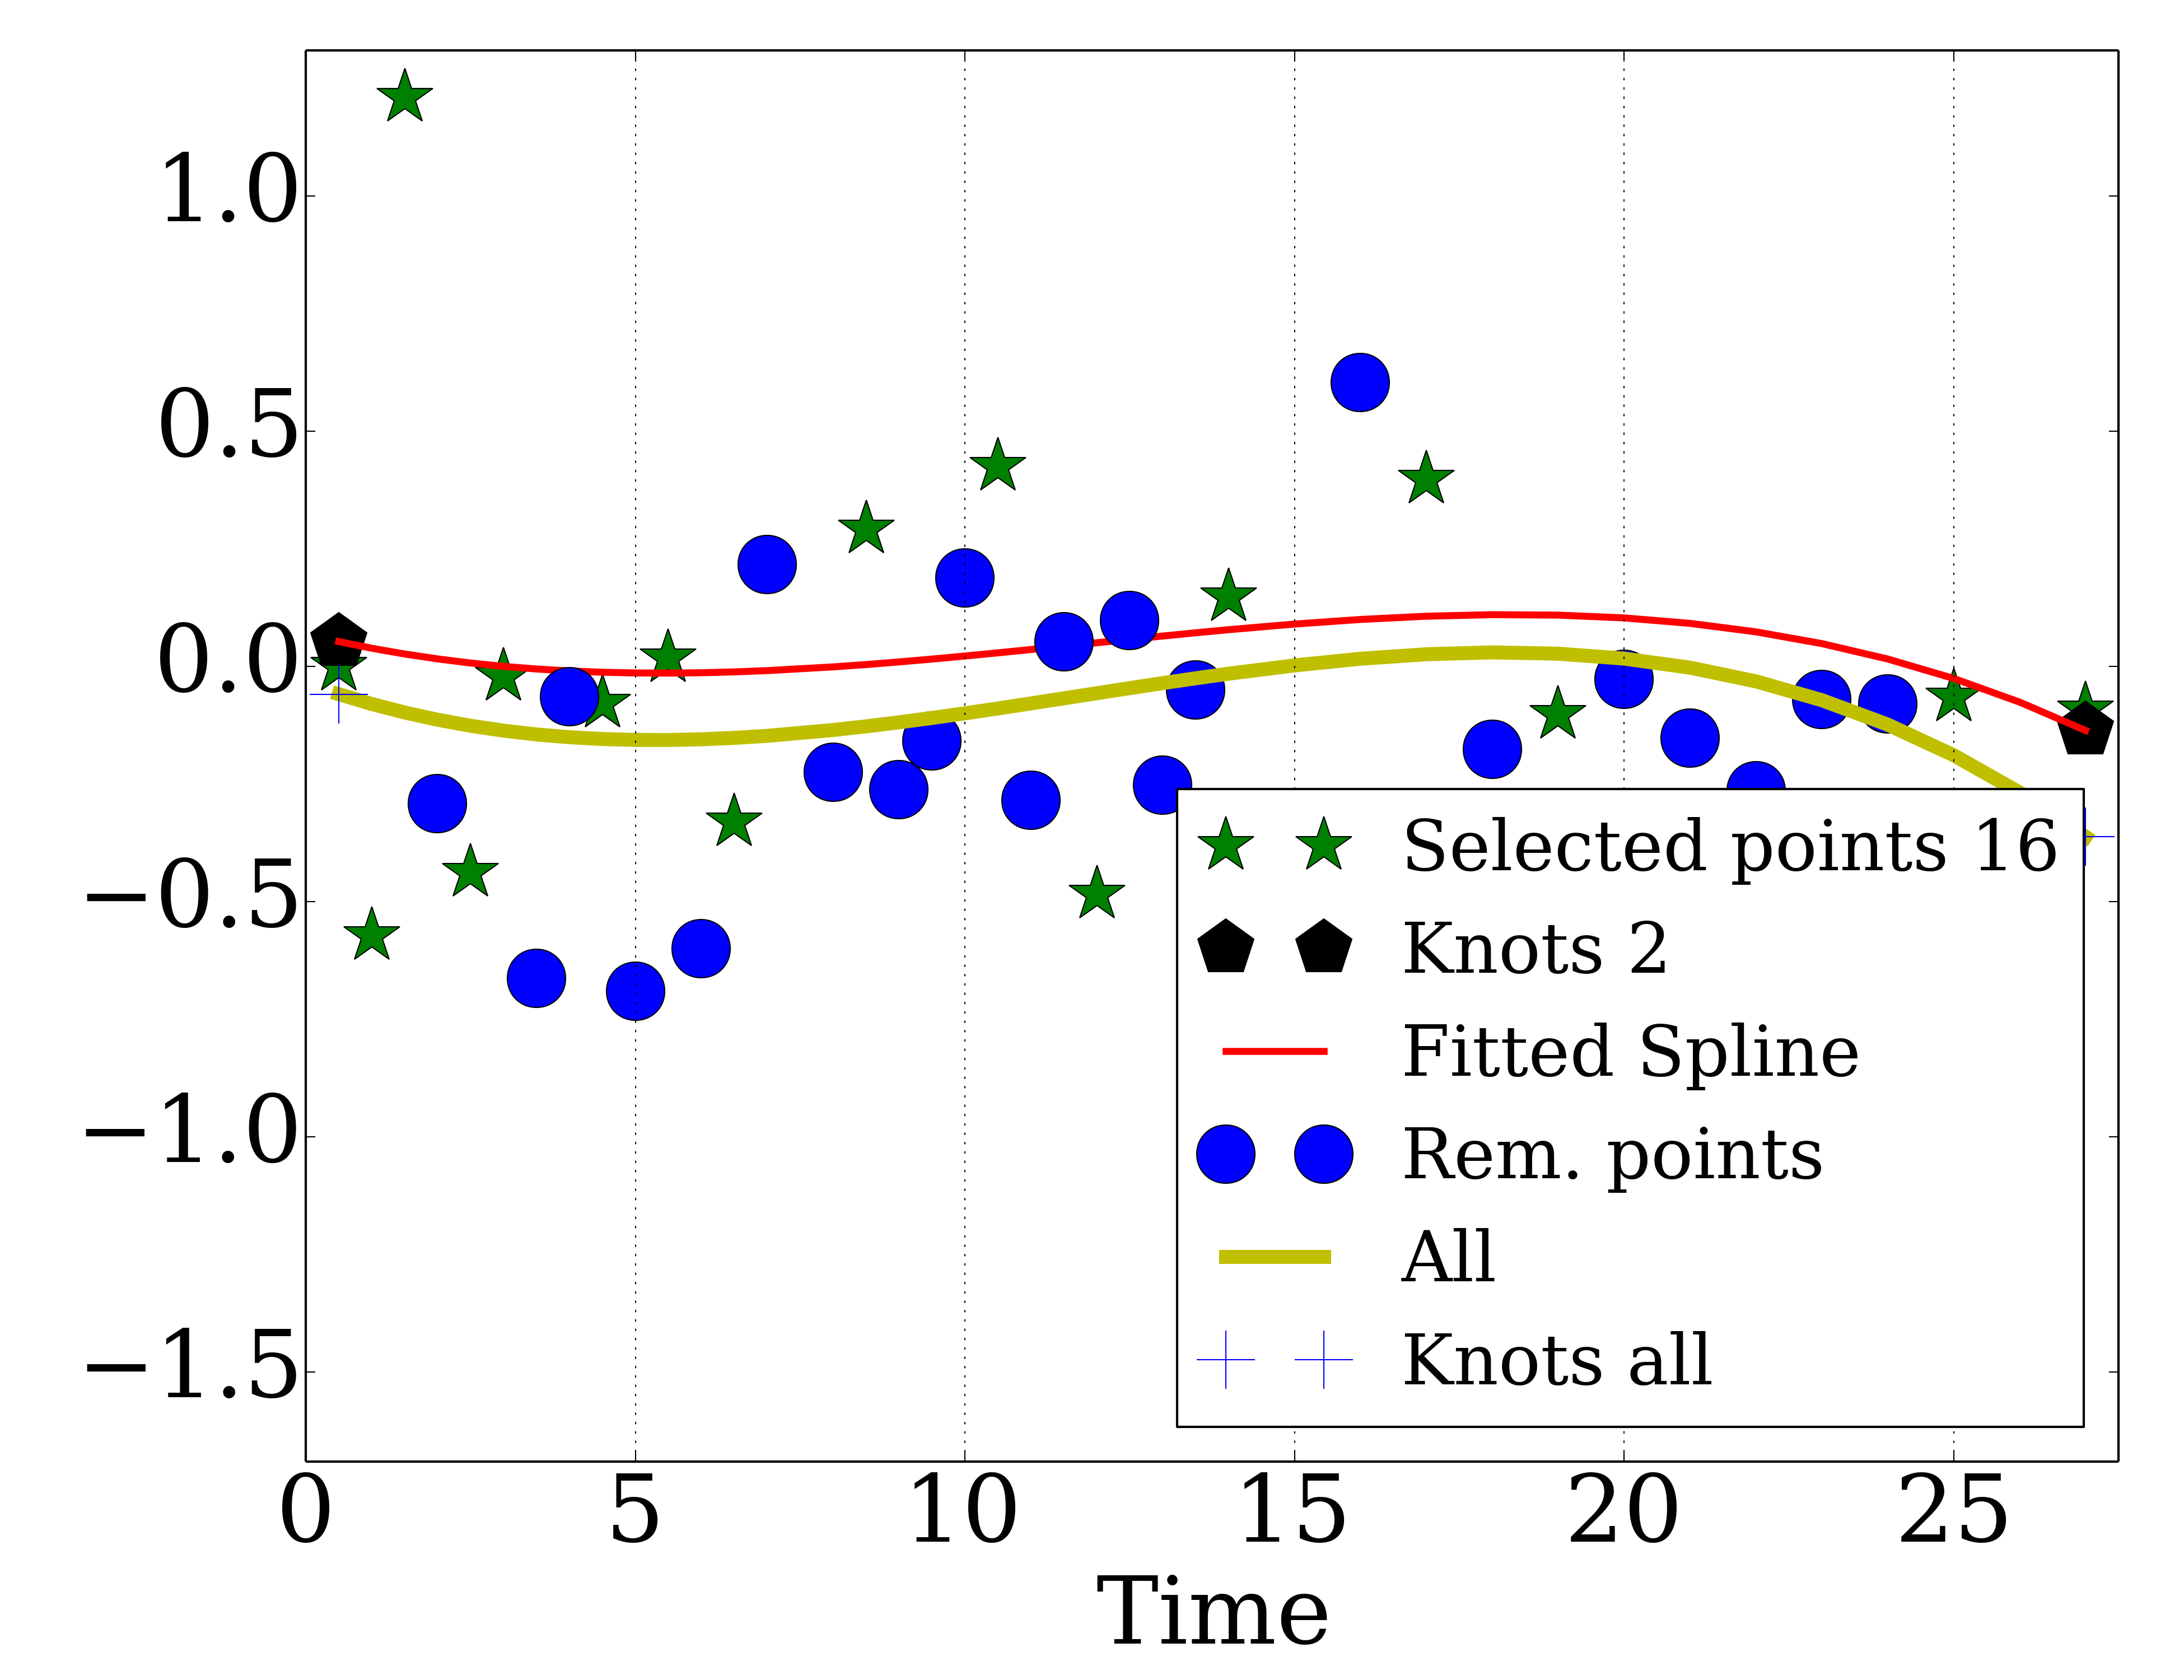 1.0
0.5
0.0
−0.5
−1.0
−1.5
0 5 10 15 20 25
Time
Selected points 16
Knots 2
Fitted Spline
Rem. points
All
Knots all